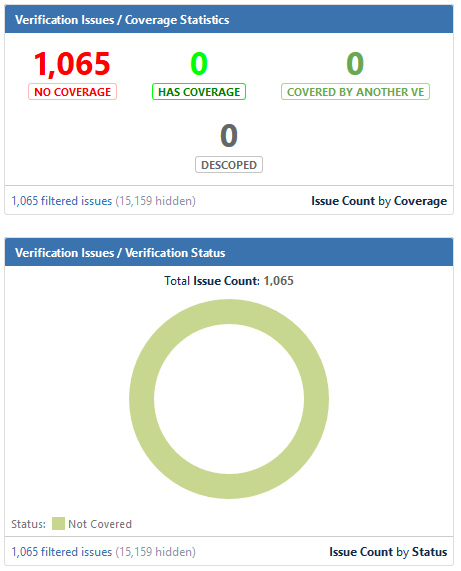 Verification Issues / Coverage Statistics
1,065 0 0
NO COVERAGE HAS COVERAGE COVERED BY ANOTHER VE
0
DESCOPED
1,065 filtered issues (15,159 hidden) Issue Count by Coverage
Verification Issues / Verification Status
Total Issue Count: 1,065
Status: Not Covered
1,065 filtered issues (15,159 hidden) Issue Count by Status